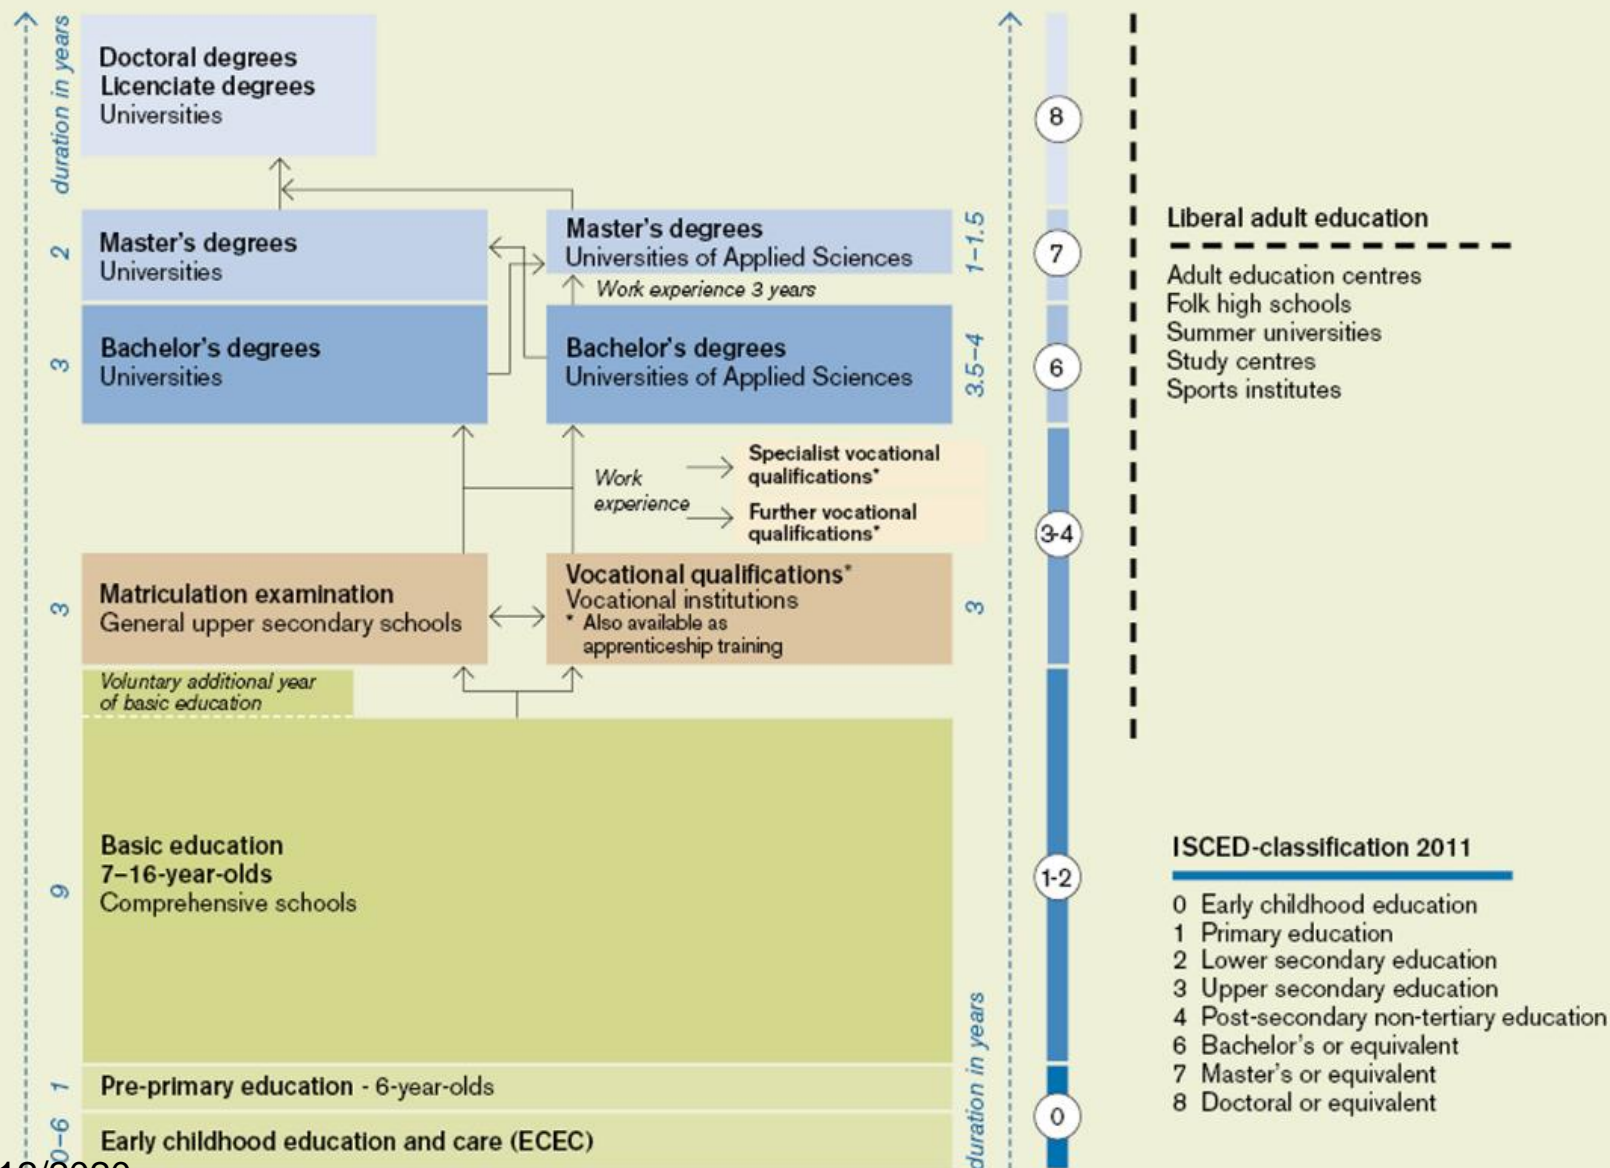 duration in years
Doctoral degrees
Licenciate degrees
Universities
8
2
Master's degrees
Universities
Master's degrees
Universities of Applied Sciences
1–1.5
7
Work experience 3 years
3
Bachelor's degrees
Universities
Bachelor's degrees
Universities of Applied Sciences
3.5–4
6
Work
experience
Specialist vocational
qualifications*
Further vocational
qualifications*
3-4
3
Matriculation examination
General upper secondary schools
Vocational qualifications*
Vocational institutions
* Also available as
apprenticeship training
3
Voluntary additional year
of basic education
9
Basic education
7–16-year-olds
Comprehensive schools
1-2
1
Pre-primary education - 6-year-olds
0–6
Early childhood education and care (ECEC)
duration in years
0
Liberal adult education
Adult education centres
Folk high schools
Summer universities
Study centres
Sports institutes
ISCED-classification 2011
0 Early childhood education
1 Primary education
2 Lower secondary education
3 Upper secondary education
4 Post-secondary non-tertiary education
6 Bachelor's or equivalent
7 Master's or equivalent
8 Doctoral or equivalent